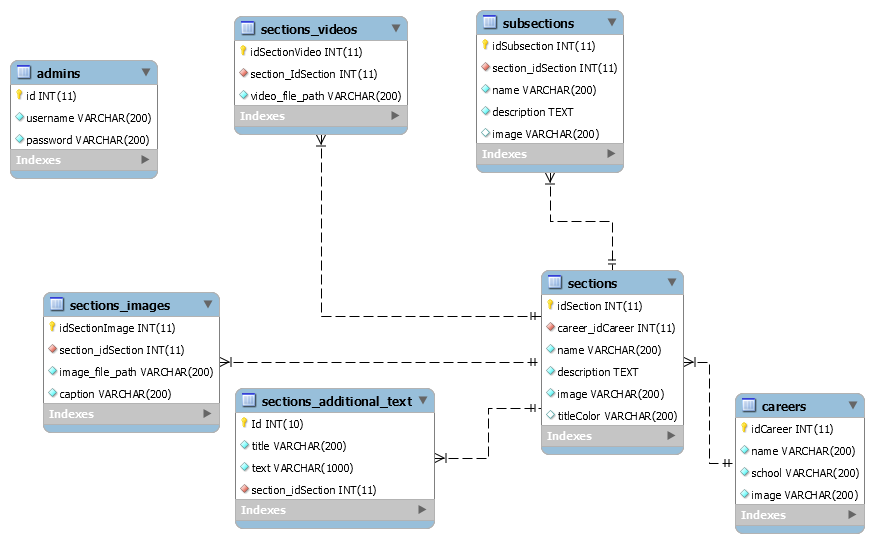 admins
id INT(11)
username VARCHAR(200)
password VARCHAR(200)
Indexes
sections_videos
idSectionVideo INT(11)
section_IdSection INT(11)
video_file_path VARCHAR(200)
Indexes
subsections
idSubsection INT(11)
section_idSection INT(11)
name VARCHAR(200)
description TEXT
image VARCHAR(200)
Indexes
sections_images
idSectionImage INT(11)
section_idSection INT(11)
image_file_path VARCHAR(200)
caption VARCHAR(200)
Indexes
sections_additional_text
Id INT(10)
title VARCHAR(200)
text VARCHAR(1000)
section_idSection INT(11)
Indexes
sections
idSection INT(11)
career_idCareer INT(11)
name VARCHAR(200)
description TEXT
image VARCHAR(200)
titleColor VARCHAR(200)
Indexes
careers
idCareer INT(11)
name VARCHAR(200)
school VARCHAR(200)
image VARCHAR(200)
Indexes